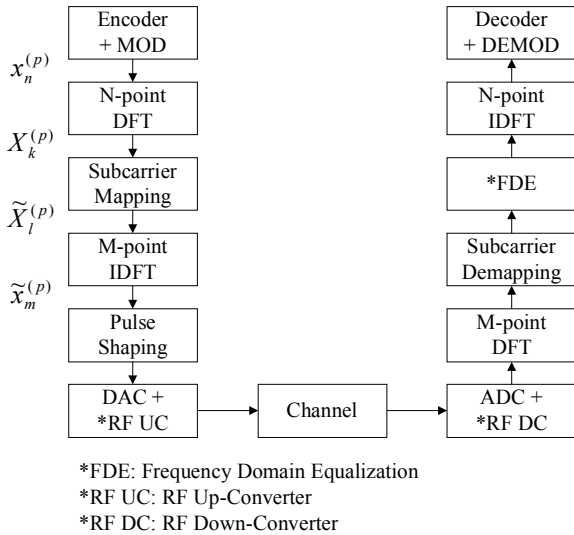 Encoder
+ MOD
x_n^{(p)}
N-point
DFT
X_k^{(p)}
Subcarrier
Mapping
\tilde{X}_l^{(p)}
M-point
IDFT
\tilde{x}_m^{(p)}
Pulse
Shaping
DAC +
*RF UC
Channel
ADC +
*RF DC
M-point
DFT
Subcarrier
Demapping
*FDE
N-point
IDFT
Decoder
+ DEMOD
*FDE: Frequency Domain Equalization
*RF UC: RF Up-Converter
*RF DC: RF Down-Converter